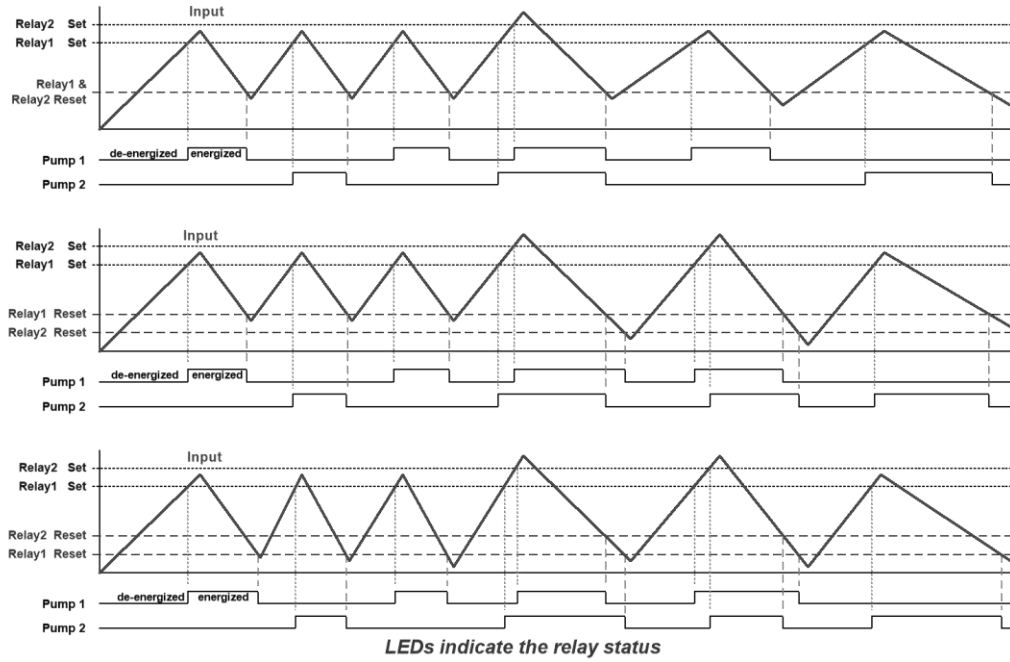 Input
Relay2 Set
Relay1 Set
Relay1 &
Relay2 Reset
de-energized energized
Pump 1
Pump 2
Input
Relay2 Set
Relay1 Set
Relay1 Reset
Relay2 Reset
de-energized energized
Pump 1
Pump 2
Input
Relay2 Set
Relay1 Set
Relay2 Reset
Relay1 Reset
de-energized energized
Pump 1
Pump 2
LEDs indicate the relay status